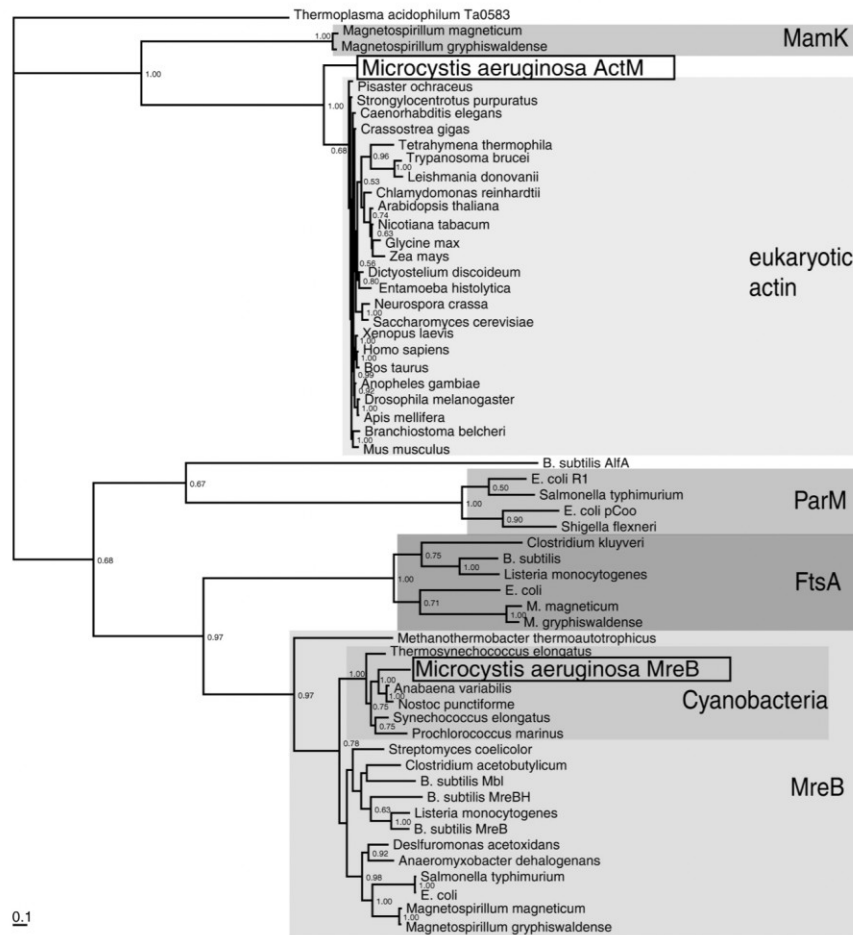 Thermoplasma acidophilum Ta0583
Magnetospirillum magneticum
1.00
Magnetospirillum gryphiswaldense
MamK
1.00
Microcystis aeruginosa ActM
Pisaster ochraceus
1.00
Strongylocentrotus purpuratus
Caenorhabditis elegans
Crassostrea gigas
0.68
Tetrahymena thermophila
0.96
Trypanosoma brucei
1.00
Leishmania donovanii
0.53
Chlamydomonas reinhardtii
Arabidopsis thaliana
0.74
Nicotiana tabacum
0.63
Glycine max
Zea mays
0.56
Dictyostelium discoideum
0.80
Entamoeba histolytica
eukaryotic
actin
Neurospora crassa
1.00
Saccharomyces cerevisiae
Xenopus laevis
1.00
Homo sapiens
1.00
Bos taurus
0.99
Anopheles gambiae
0.92
Drosophila melanogaster
1.00
Apis mellifera
Branchiostoma belcheri
1.00
Mus musculus
B. subtilis AlfA
0.67
E. coli R1
0.50
Salmonella typhimurium
1.00
E. coli pCoo
0.90
Shigella flexneri
ParM
0.68
Clostridium kluyveri
0.75
B. subtilis
1.00
Listeria monocytogenes
1.00
E. coli
0.71
M. magneticum
1.00
M. gryphiswaldense
FtsA
0.97
Methanothermobacter thermoautotrophicus
Thermosynechococcus elongatus
1.00
Microcystis aeruginosa MreB
1.00
Anabaena variabilis
1.00
Nostoc punctiforme
0.75
Synechococcus elongatus
0.75
Prochlorococcus marinus
Cyanobacteria
0.97
0.78
Streptomyces coelicolor
Clostridium acetobutylicum
B. subtilis Mbl
B. subtilis MreBH
0.63
Listeria monocytogenes
1.00
B. subtilis MreB
MreB
Deslfuromonas acetoxidans
0.92
Anaeromyxobacter dehalogenans
0.98
Salmonella typhimurium
1.00
E. coli
1.00
Magnetospirillum magneticum
1.00
Magnetospirillum gryphiswaldense
0.1